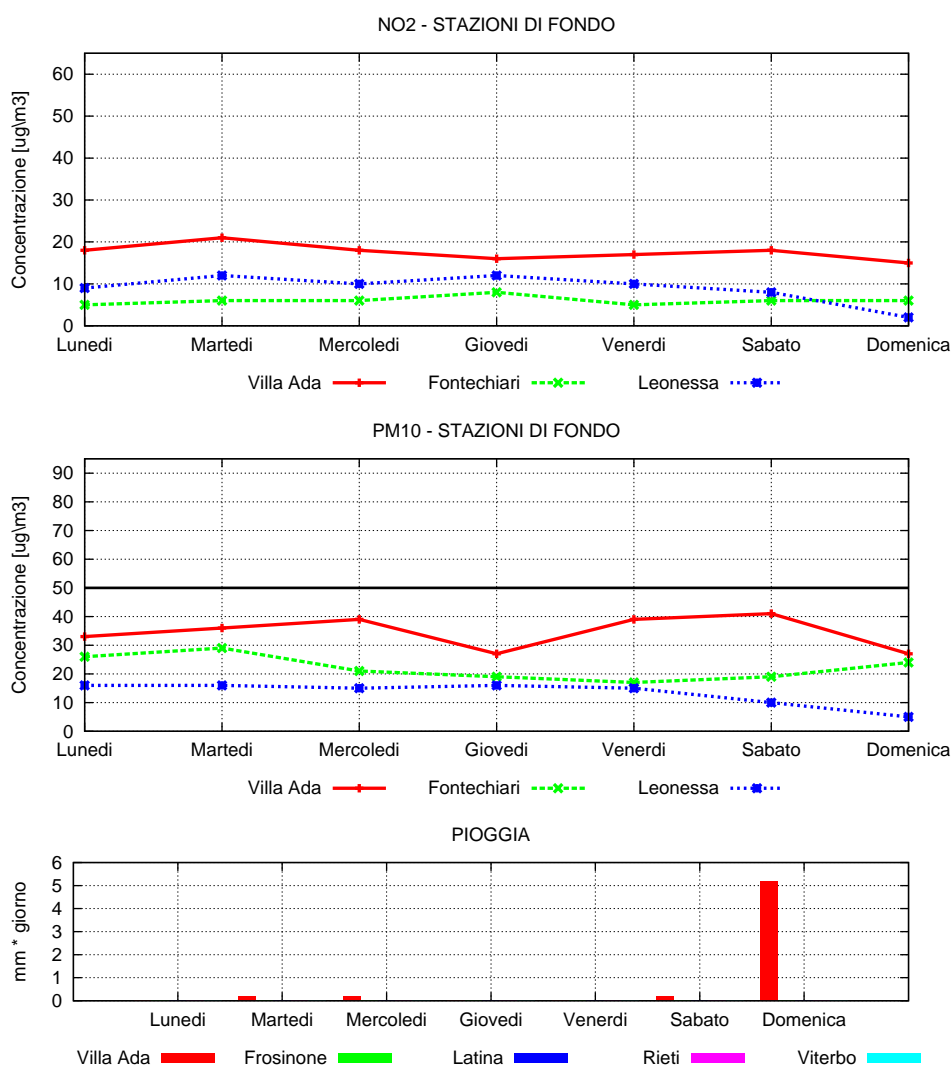 NO2 - STAZIONI DI FONDO
Concentrazione [ug\m3]
60
50
40
30
20
10
0
Lunedi Martedi Mercoledi Giovedi Venerdi Sabato Domenica
Villa Ada Fontechiari Leonessa
PM10 - STAZIONI DI FONDO
Concentrazione [ug\m3]
90
80
70
60
50
40
30
20
10
0
Lunedi Martedi Mercoledi Giovedi Venerdi Sabato Domenica
Villa Ada Fontechiari Leonessa
PIOGGIA
mm * giorno
6
5
4
3
2
1
0
Lunedi Martedi Mercoledi Giovedi Venerdi Sabato Domenica
Villa Ada Frosinone Latina Rieti Viterbo